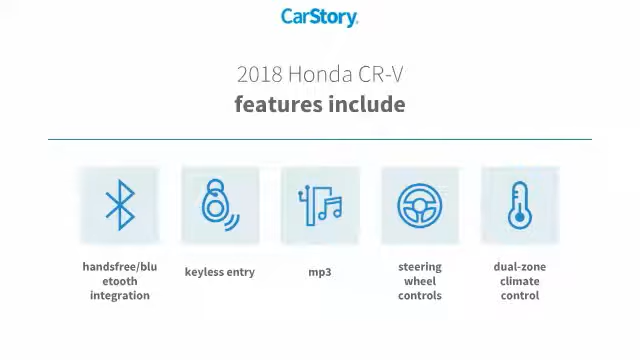 CarStory.
2018 Honda CR-V
features include
handsfree/blu
etooth
integration
keyless entry
mp3
steering
wheel
controls
dual-zone
climate
control